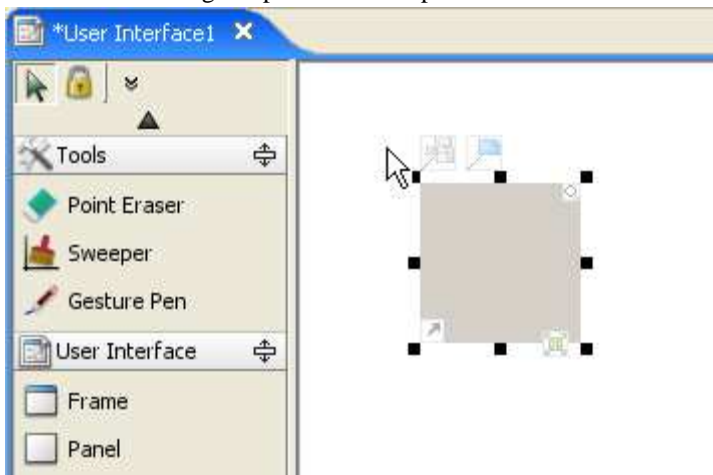 *User Interface1
Tools
Point Eraser
Sweeper
Gesture Pen
User Interface
Frame
Panel